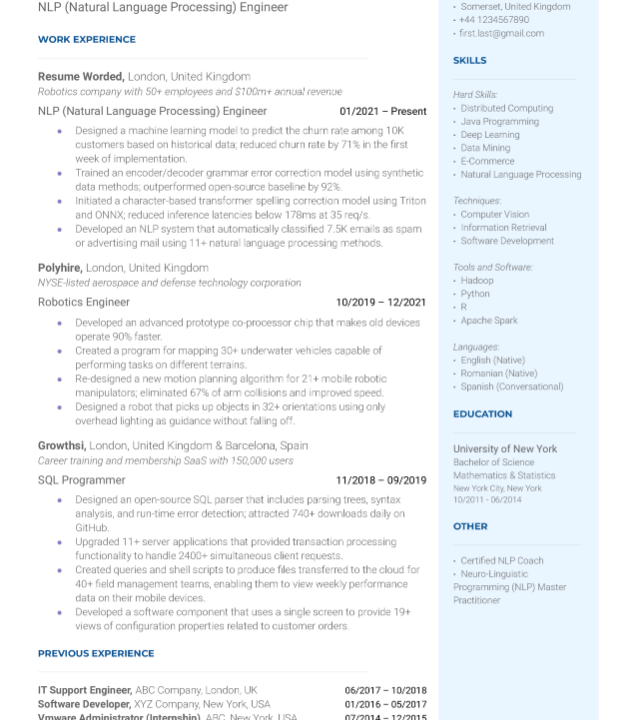 NLP (Natural Language Processing) Engineer
WORK EXPERIENCE
Resume Worded, London, United Kingdom
Robotics company with 50+ employees and $100m+ annual revenue
NLP (Natural Language Processing) Engineer 01/2021 – Present
• Designed a machine learning model to predict the churn rate among 10K
customers based on historical data; reduced churn rate by 71% in the first
week of implementation.
• Trained an encoder/decoder grammar error correction model using synthetic
data methods; outperformed open-source baseline by 92%.
• Initiated a character-based transformer spelling correction model using Triton
and ONNX; reduced inference latencies below 178ms at 35 req/s.
• Developed an NLP system that automatically classified 7.5K emails as spam
or advertising mail using 11+ natural language processing methods.
Polyhire, London, United Kingdom
NYSE-listed aerospace and defense technology corporation
Robotics Engineer 10/2019 – 12/2021
• Developed an advanced prototype co-processor chip that makes old devices
operate 90% faster.
• Created a program for mapping 30+ underwater vehicles capable of
performing tasks on different terrains.
• Re-designed a new motion planning algorithm for 21+ mobile robotic
manipulators; eliminated 67% of arm collisions and improved speed.
• Designed a robot that picks up objects in 32+ orientations using only
overhead lighting as guidance without falling off.
Growthsi, London, United Kingdom & Barcelona, Spain
Career training and membership SaaS with 150,000 users
SQL Programmer 11/2018 – 09/2019
• Designed an open-source SQL parser that includes parsing trees, syntax
analysis, and run-time error detection; attracted 740+ downloads daily on
GitHub.
• Upgraded 11+ server applications that provided transaction processing
functionality to handle 2400+ simultaneous client requests.
• Created queries and shell scripts to produce files transferred to the cloud for
40+ field management teams, enabling them to view weekly performance
data on their mobile devices.
• Developed a software component that uses a single screen to provide 19+
views of configuration properties related to customer orders.
PREVIOUS EXPERIENCE
IT Support Engineer, ABC Company, London, UK 06/2017 – 10/2018
Software Developer, XYZ Company, New York, USA 01/2016 – 05/2017
Vmware Administrator (Internship), ABC, New York, USA 07/2014 – 12/2015
• Somerset, United Kingdom
• +44 1234567890
• first.last@gmail.com
SKILLS
Hard Skills:
• Distributed Computing
• Java Programming
• Deep Learning
• Data Mining
• E-Commerce
• Natural Language Processing
Techniques:
• Computer Vision
• Information Retrieval
• Software Development
Tools and Software:
• Hadoop
• Python
• R
• Apache Spark
Languages:
• English (Native)
• Romanian (Native)
• Spanish (Conversational)
EDUCATION
University of New York
Bachelor of Science
Mathematics & Statistics
New York City, New York
10/2011 - 06/2014
OTHER
• Certified NLP Coach
• Neuro-Linguistic
Programming (NLP) Master
Practitioner